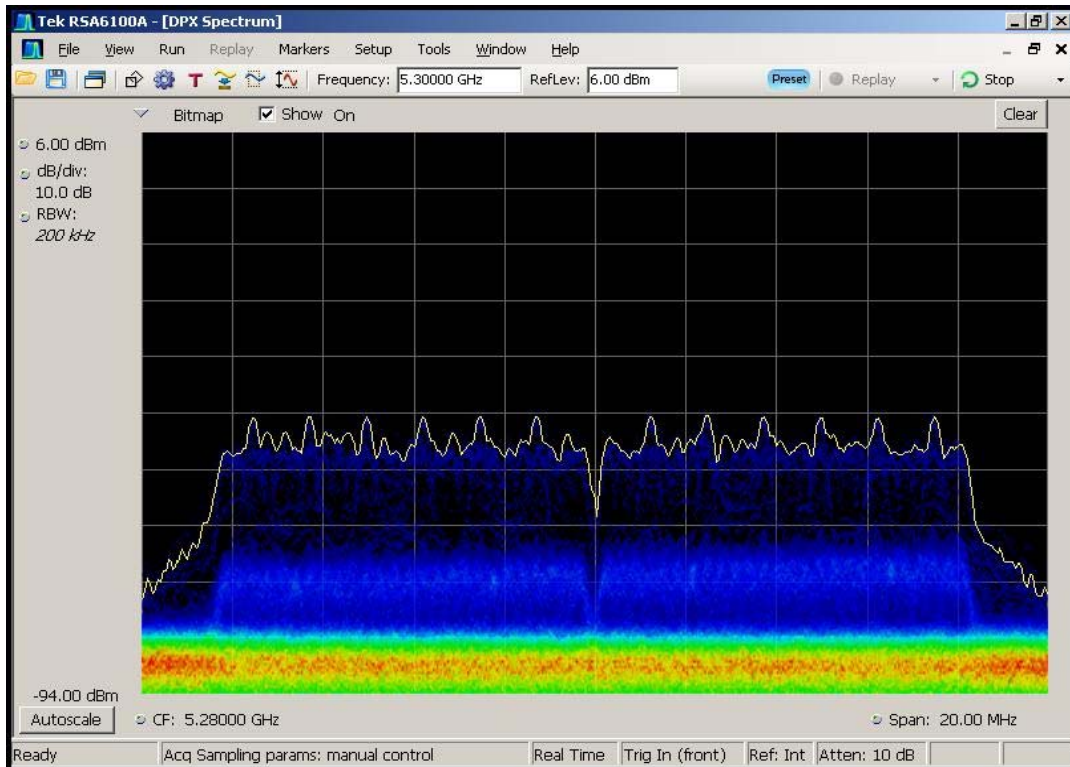 Tek RSA6100A - [DPX Spectrum]
File View Run Replay Markers Setup Tools Window Help
T Frequency: 5.30000 GHz RefLev: 6.00 dBm Preset Replay Stop
Bitmap Show On Clear
6.00 dBm
dB/div:
10.0 dB
RBW:
200 kHz
-94.00 dBm
Autoscale CF: 5.28000 GHz Span: 20.00 MHz
Ready Acq Sampling params: manual control Real Time Trig In (front) Ref: Int Atten: 10 dB